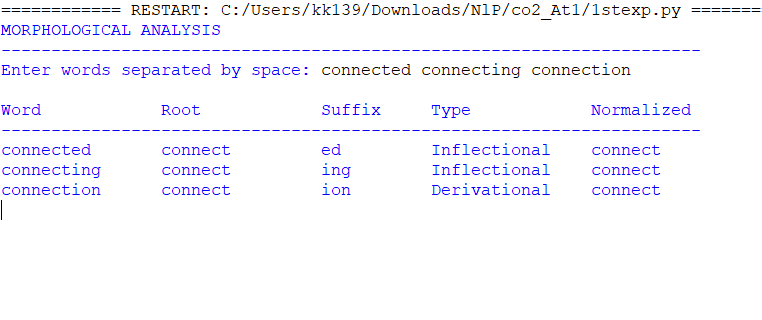 ============ RESTART: C:/Users/kk139/Downloads/NlP/co2_At1/1stexp.py =======
MORPHOLOGICAL ANALYSIS
----------------------------------------------------------------------
Enter words separated by space: connected connecting connection
Word            Root            Suffix     Type            Normalized
----------------------------------------------------------------------
connected       connect         ed         Inflectional    connect
connecting      connect         ing        Inflectional    connect
connection      connect         ion        Derivational    connect